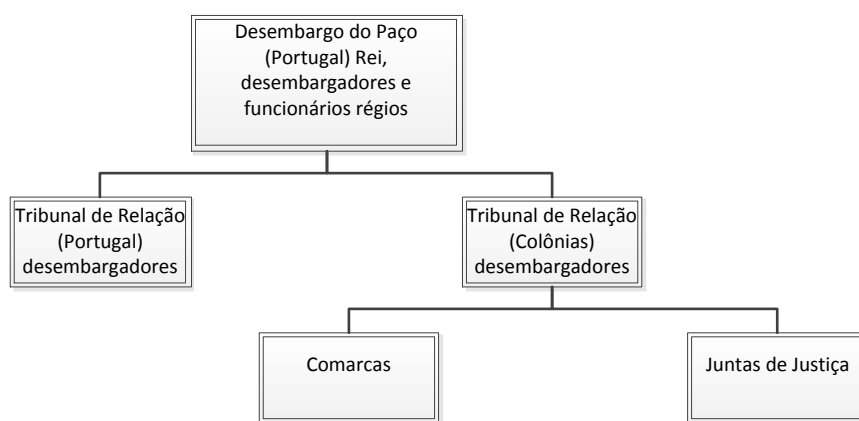 Desembargo do Paço
(Portugal) Rei,
desembargadores e
funcionários régios
Tribunal de Relação
(Portugal)
desembargadores
Tribunal de Relação
(Colônias)
desembargadores
Comarcas
Juntas de Justiça